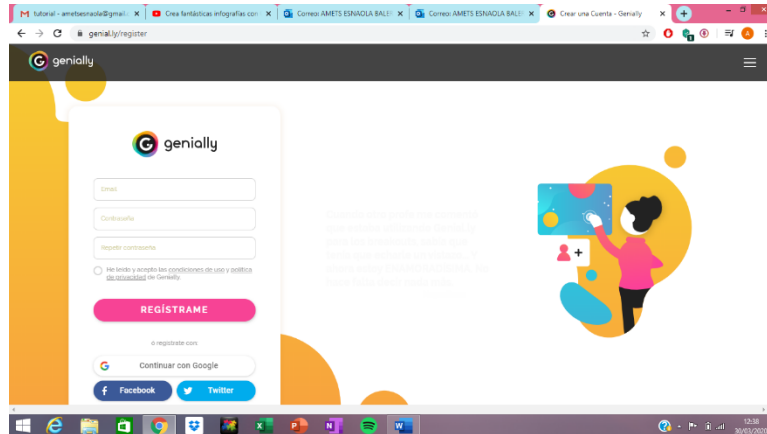 tutorial - ametsesnaola@gmail.
Crea fantásticas infografías con
Correo: AMETS ESNAOLA BALE
Correo: AMETS ESNAOLA BALE
Crear una Cuenta - Genially
genial.ly/register
genially
genially
Email
Contraseña
Repetir contraseña
He leído y acepto las condiciones de uso y política
de privacidad de Genially.
REGÍSTRAME
o regístrate con:
Continuar con Google
Facebook
Twitter
12:38
30/03/2020